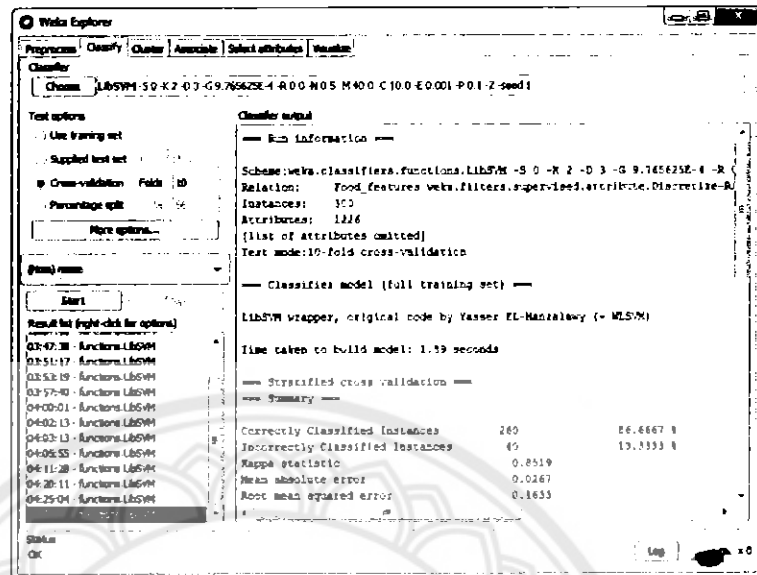 Weka Explorer
Preprocess Classify Cluster Associate Select attributes Visualize
Classifier
Choose LibSVM -S 0 -K 2 -D 3 -G 9.765625E-4 -R 0.0 -N 0.5 -M 40.0 -C 10.0 -E 0.001 -P 0.1 -Z -seed 1
Test options
Use training set
Supplied test set
Cross-validation Folds 10
Percentage split % 66
More options...
(Nom) name
Start
Result list (right-click for options)
03:47:38 - functions.LibSVM
03:51:17 - functions.LibSVM
03:53:19 - functions.LibSVM
03:57:40 - functions.LibSVM
04:00:01 - functions.LibSVM
04:02:13 - functions.LibSVM
04:03:13 - functions.LibSVM
04:05:55 - functions.LibSVM
04:11:28 - functions.LibSVM
04:20:11 - functions.LibSVM
04:25:04 - functions.LibSVM
Classifier output
=== Run information ===
Scheme:weka.classifiers.functions.LibSVM -S 0 -K 2 -D 3 -G 9.765625E-4 -R
Relation: Food_features weka.filters.supervised.attribute.Discretize-R
Instances: 300
Attributes: 1226
[list of attributes omitted]
Test mode:10-fold cross-validation
=== Classifier model (full training set) ===
LibSVM wrapper, original code by Yasser EL-Manzalawy (= WLSVM)
Time taken to build model: 1.59 seconds
=== Stratified cross-validation ===
=== Summary ===
Correctly Classified Instances 260 86.6667 %
Incorrectly Classified Instances 40 13.3333 %
Kappa statistic 0.8519
Mean absolute error 0.0267
Root mean squared error 0.1633
Status
OK
Log
x 0